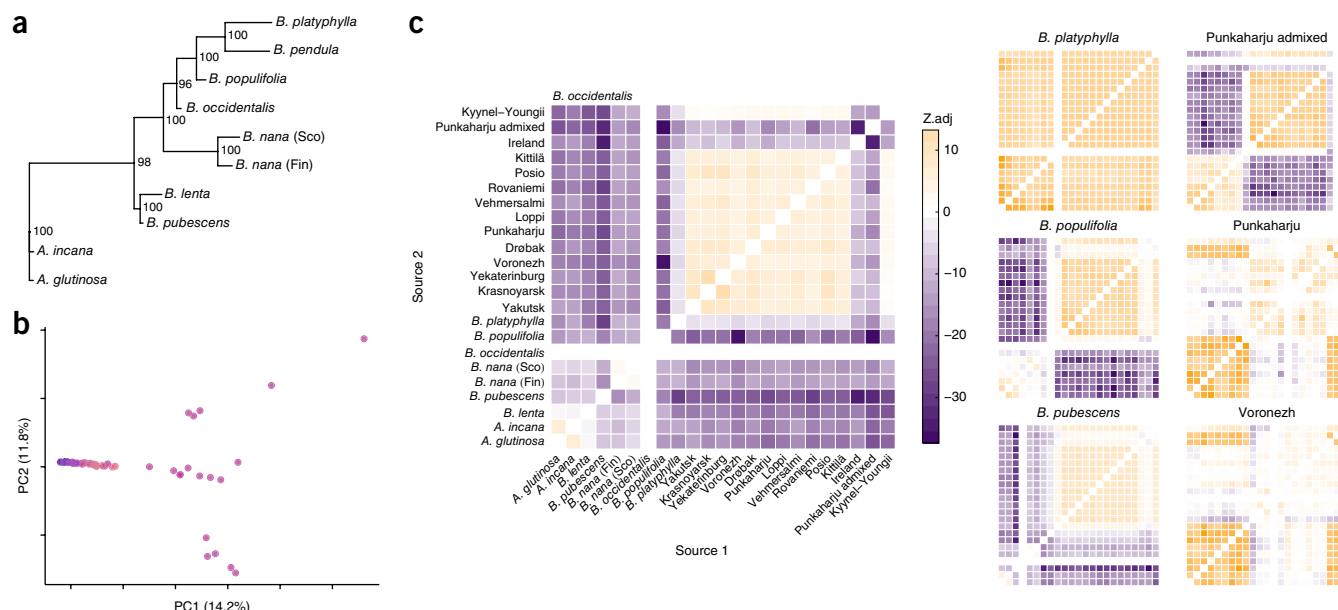 a
B. platyphylla
100
B. pendula
100
B. populifolia
96
B. occidentalis
100
B. nana (Sco)
100
B. nana (Fin)
98
B. lenta
100
B. pubescens
100
A. incana
A. glutinosa
b
PC2 (11.8%)
PC1 (14.2%)
c
B. occidentalis
Source 2
Kyynel–Youngii
Punkaharju admixed
Ireland
Kittilä
Posio
Rovaniemi
Vehmersalmi
Loppi
Punkaharju
Drøbak
Voronezh
Yekaterinburg
Krasnoyarsk
Yakutsk
B. platyphylla
B. populifolia
B. occidentalis
B. nana (Sco)
B. nana (Fin)
B. pubescens
B. lenta
A. incana
A. glutinosa
A. glutinosa
A. incana
B. lenta
B. pubescens
B. nana (Fin)
B. nana (Sco)
B. occidentalis
B. populifolia
B. platyphylla
Yakutsk
Krasnoyarsk
Yekaterinburg
Voronezh
Drøbak
Punkaharju
Loppi
Vehmersalmi
Rovaniemi
Posio
Kittilä
Ireland
Punkaharju admixed
Kyynel–Youngii
Source 1
Z.adj
10
0
−10
−20
−30
B. platyphylla
Punkaharju admixed
B. populifolia
Punkaharju
B. pubescens
Voronezh